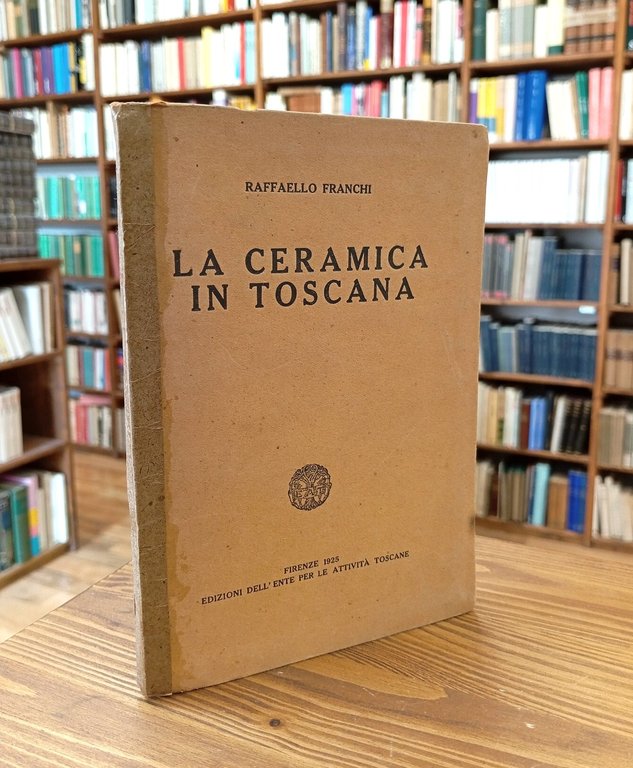 RAFFAELLO FRANCHI
LA CERAMICA
IN TOSCANA
FIRENZE 1925
EDIZIONI DELL'ENTE PER LE ATTIVITÀ TOSCANE